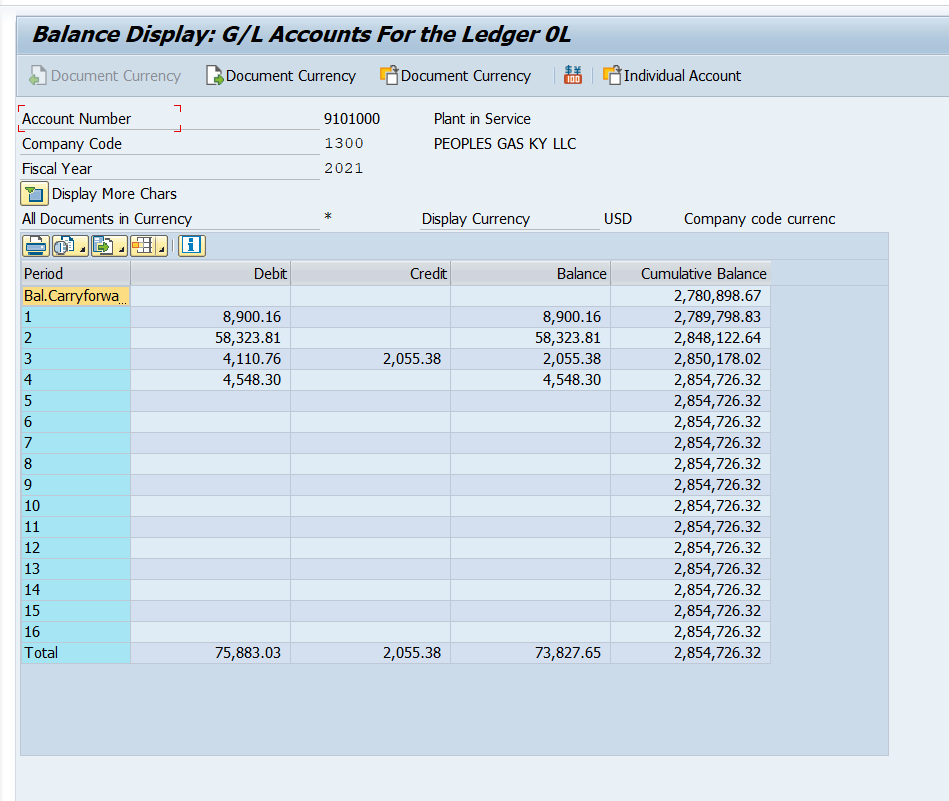 Balance Display: G/L Accounts For the Ledger 0L
Document Currency Document Currency Document Currency Individual Account
Account Number 9101000 Plant in Service
Company Code 1300 PEOPLES GAS KY LLC
Fiscal Year 2021
Display More Chars
All Documents in Currency * Display Currency USD Company code currenc
Period Debit Credit Balance Cumulative Balance
Bal.Carryforwa... 2,780,898.67
1 8,900.16 8,900.16 2,789,798.83
2 58,323.81 58,323.81 2,848,122.64
3 4,110.76 2,055.38 2,055.38 2,850,178.02
4 4,548.30 4,548.30 2,854,726.32
5 2,854,726.32
6 2,854,726.32
7 2,854,726.32
8 2,854,726.32
9 2,854,726.32
10 2,854,726.32
11 2,854,726.32
12 2,854,726.32
13 2,854,726.32
14 2,854,726.32
15 2,854,726.32
16 2,854,726.32
Total 75,883.03 2,055.38 73,827.65 2,854,726.32